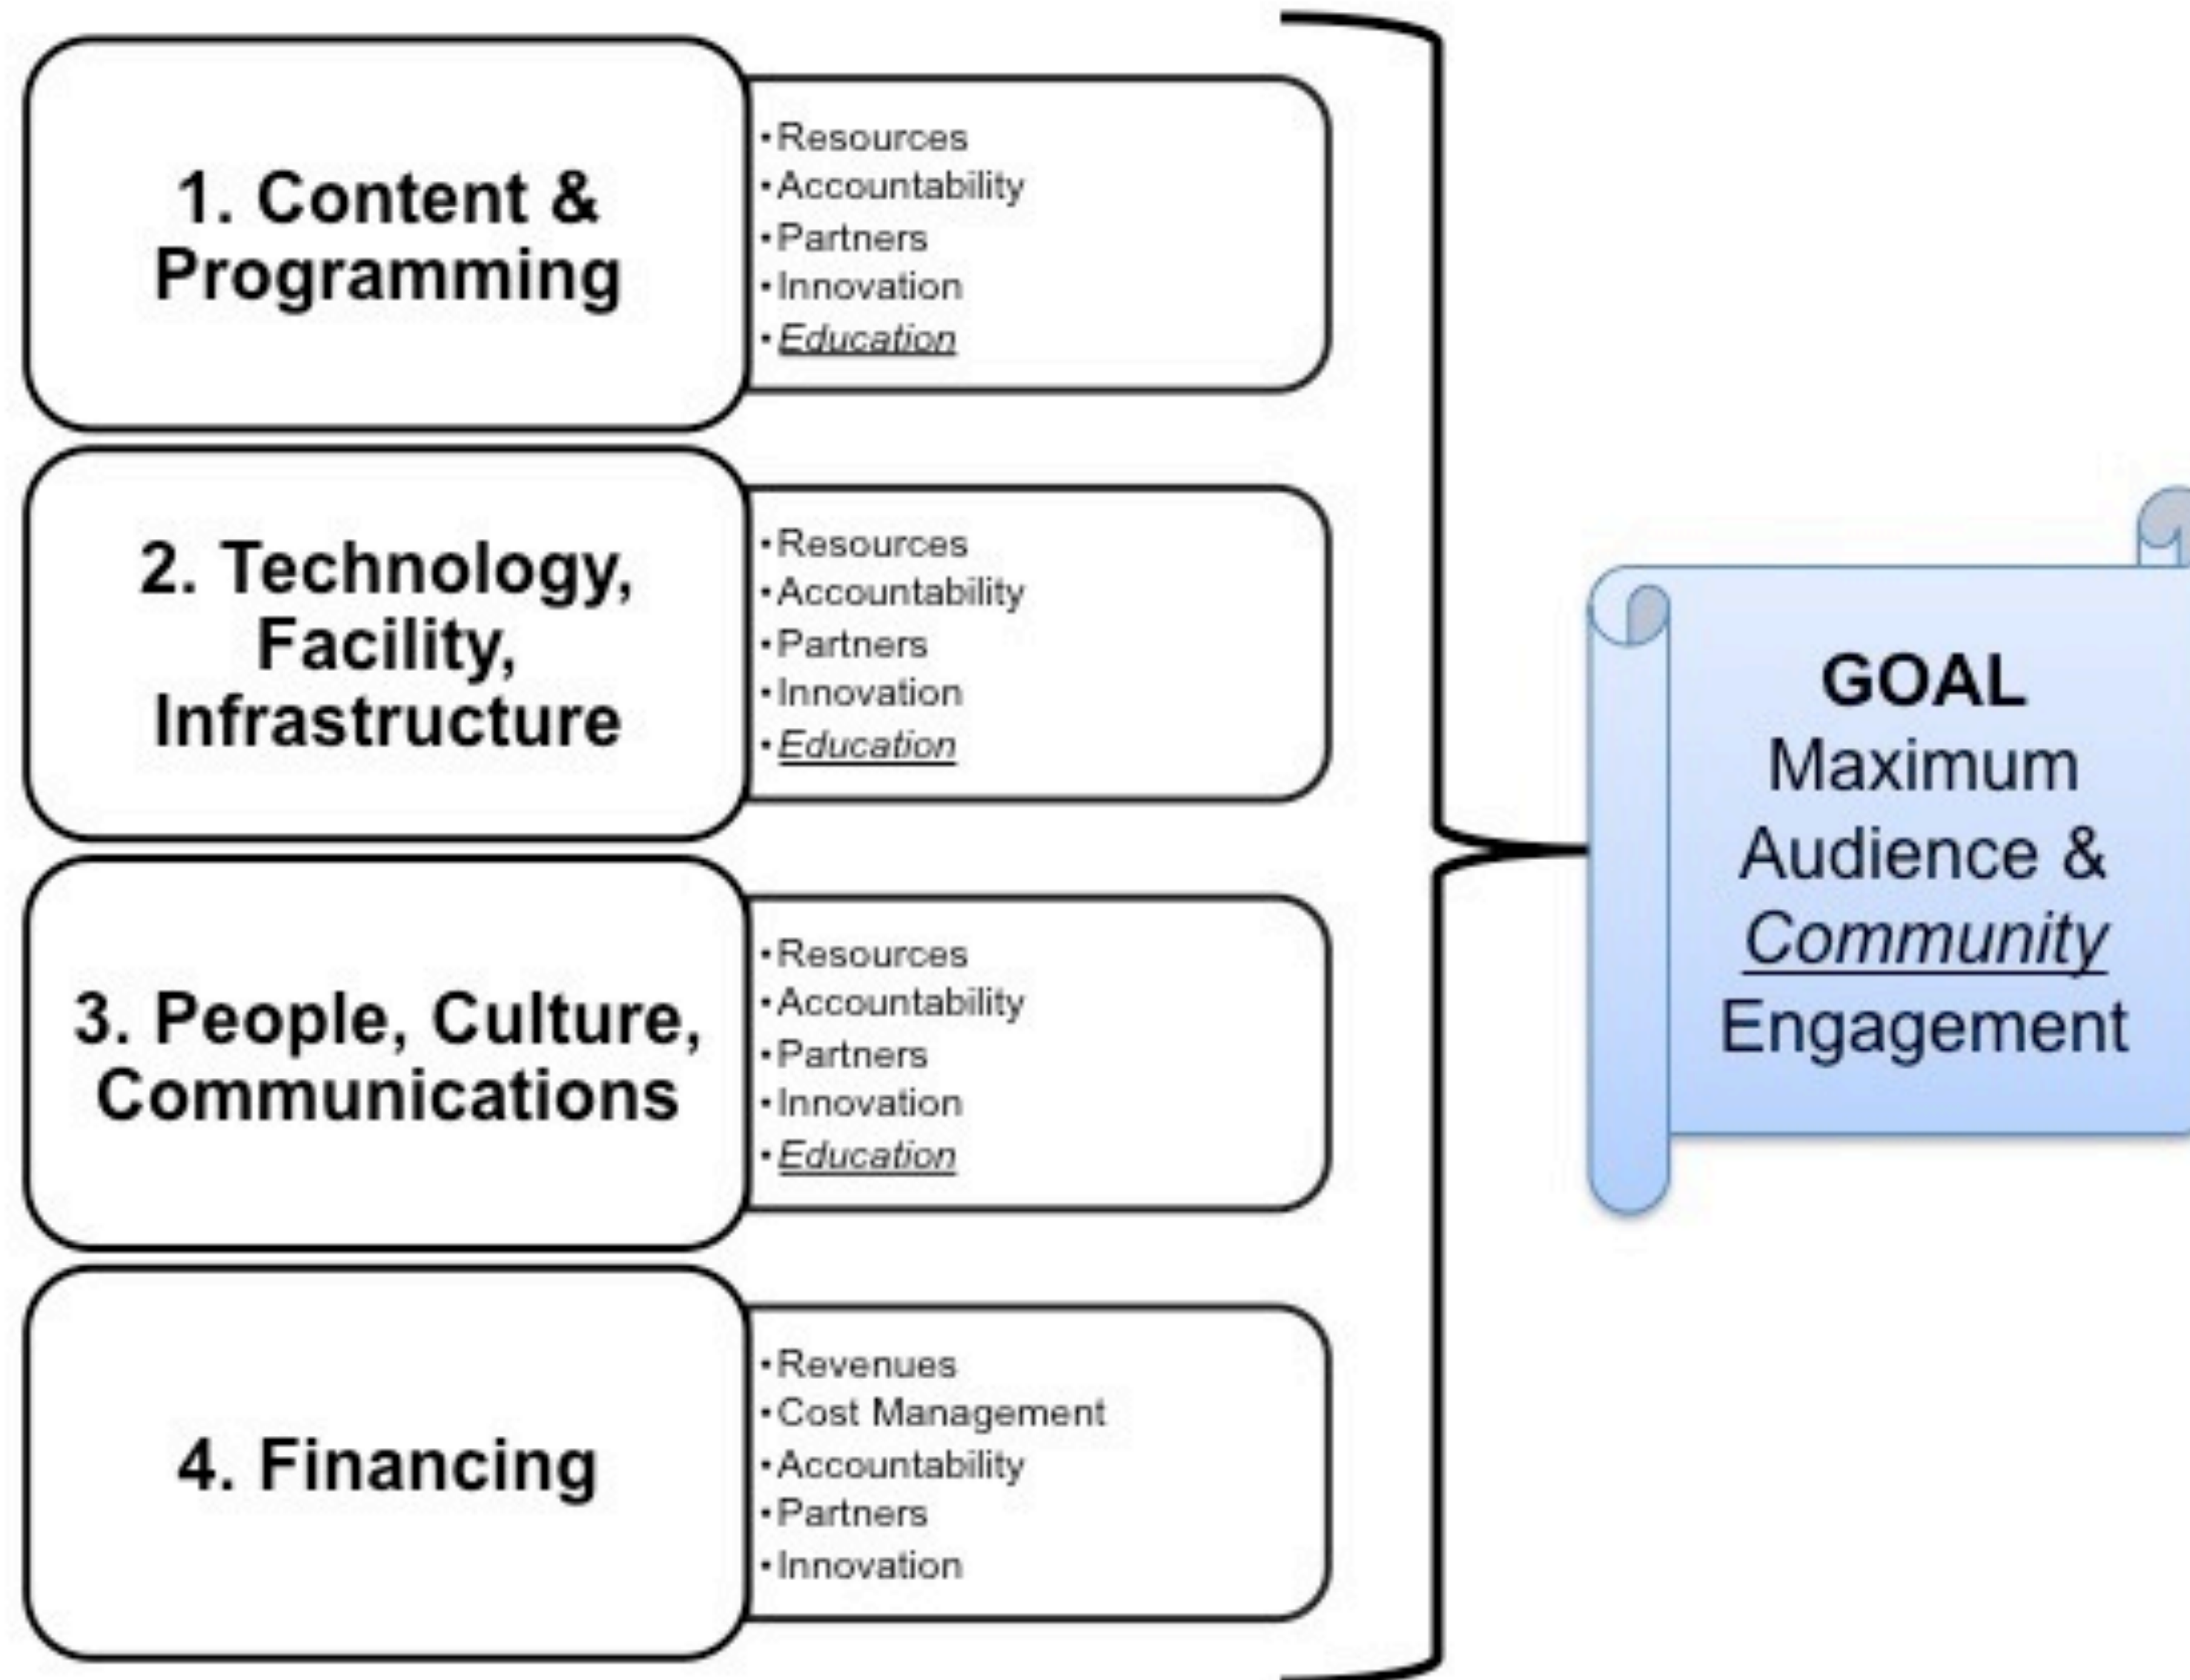 1. Content &
Programming
•Resources
•Accountability
•Partners
•Innovation
•Education
2. Technology,
Facility,
Infrastructure
•Resources
•Accountability
•Partners
•Innovation
•Education
3. People, Culture,
Communications
•Resources
•Accountability
•Partners
•Innovation
•Education
4. Financing
•Revenues
•Cost Management
•Accountability
•Partners
•Innovation
GOAL
Maximum
Audience &
Community
Engagement